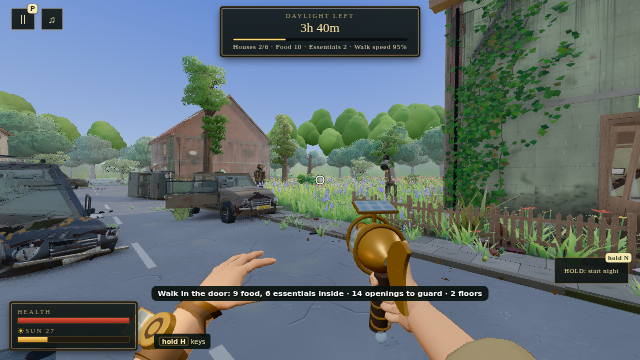 P
DAYLIGHT LEFT
3h 40m
Houses 2/6 · Food 10 · Essentials 2 · Walk speed 95%
hold N
HOLD: start night
Walk in the door: 9 food, 6 essentials inside · 14 openings to guard · 2 floors
HEALTH
SUN 27
hold H keys